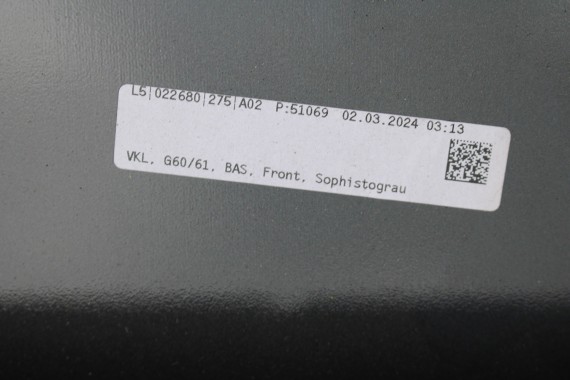 L5|022680|275|A02 P:51069 02.03.2024 03:13
VKL, G60/61, BAS, Front, Sophistograu